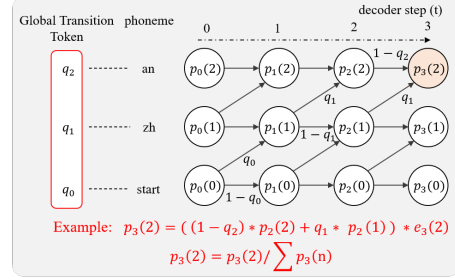 decoder step (t)
Global Transition Token phoneme 0 1 2 3
1−q₂
q₂ an p₀(2) p₁(2) p₂(2) p₃(2)
q₁ q₁
q₁ zh p₀(1) p₁(1) 1−q₁ p₂(1) p₃(1)
q₀
q₀ start p₀(0) p₁(0) p₂(0) p₃(0)
1−q₀
Example: p₃(2) = ( (1−q₂) * p₂(2) + q₁ * p₂(1) ) * e₃(2)
p₃(2) = p₃(2)/∑ p₃(n)